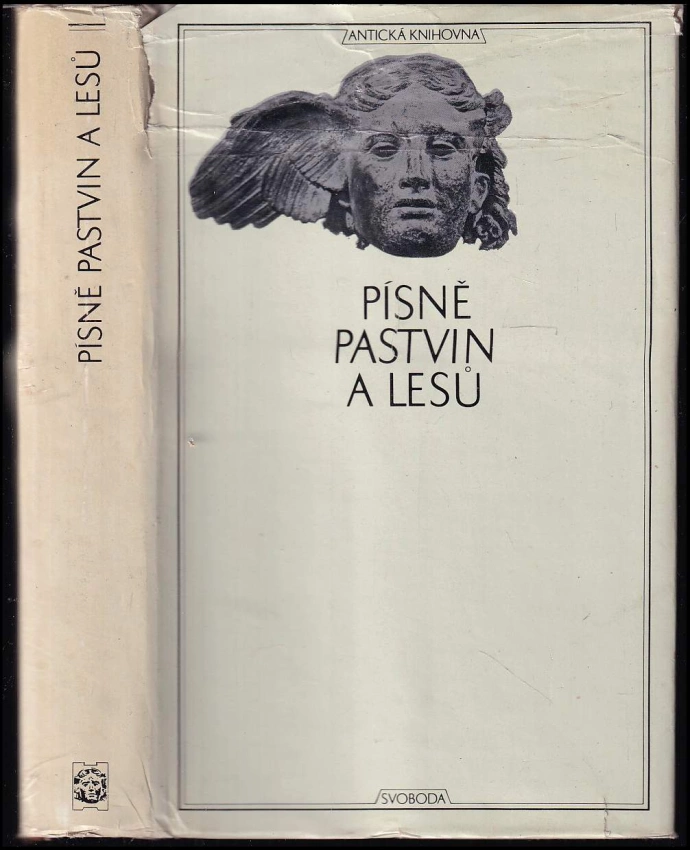 PÍSNĚ PASTVIN A LESŮ
ANTICKÁ KNIHOVNA
PÍSNĚ
PASTVIN
A LESŮ
SVOBODA